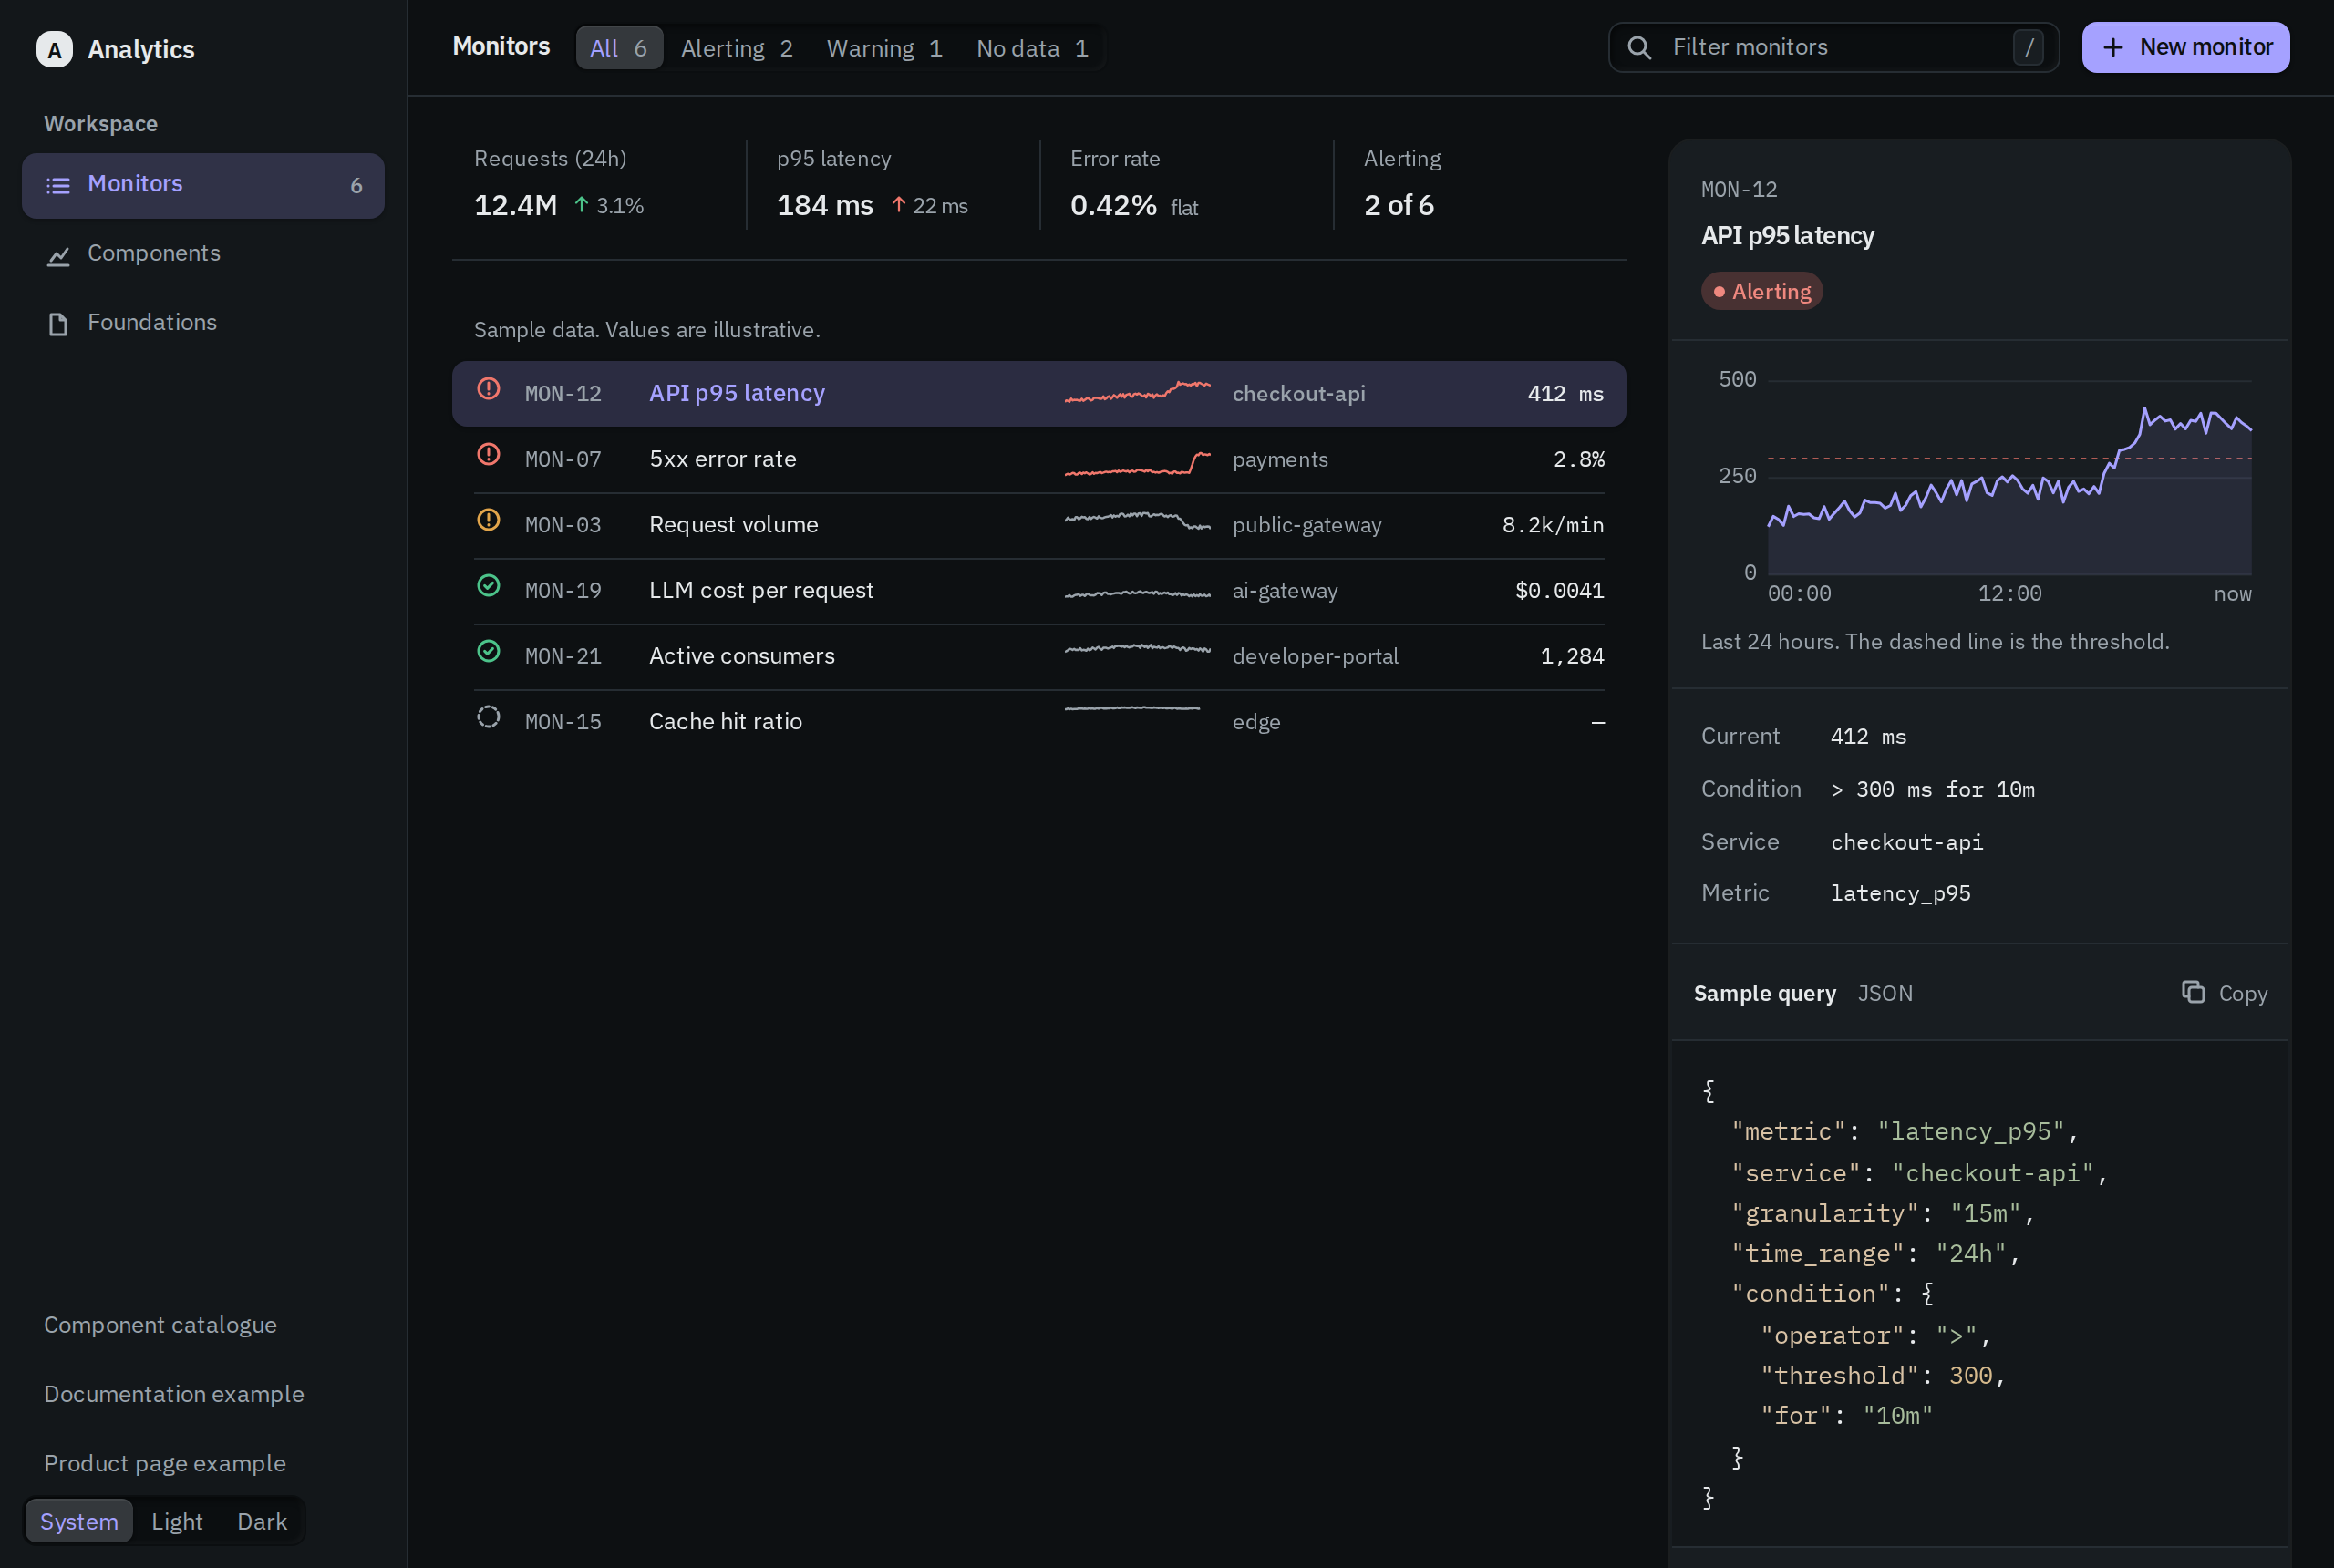 A Analytics
Workspace
Monitors 6
Components
Foundations
Component catalogue
Documentation example
Product page example
System Light Dark
Monitors All 6 Alerting 2 Warning 1 No data 1
Filter monitors /
+ New monitor
Requests (24h)
12.4M ↑ 3.1%
p95 latency
184 ms ↑ 22 ms
Error rate
0.42% flat
Alerting
2 of 6
Sample data. Values are illustrative.
MON-12 API p95 latency checkout-api 412 ms
MON-07 5xx error rate payments 2.8%
MON-03 Request volume public-gateway 8.2k/min
MON-19 LLM cost per request ai-gateway $0.0041
MON-21 Active consumers developer-portal 1,284
MON-15 Cache hit ratio edge —
MON-12
API p95 latency
Alerting
500
250
0
00:00 12:00 now
Last 24 hours. The dashed line is the threshold.
Current 412 ms
Condition > 300 ms for 10m
Service checkout-api
Metric latency_p95
Sample query JSON Copy
{
  "metric": "latency_p95",
  "service": "checkout-api",
  "granularity": "15m",
  "time_range": "24h",
  "condition": {
    "operator": ">",
    "threshold": 300,
    "for": "10m"
  }
}